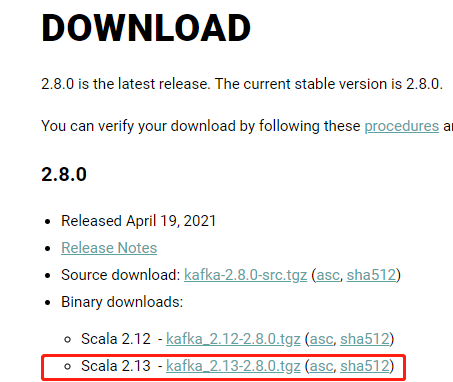 DOWNLOAD
2.8.0 is the latest release. The current stable version is 2.8.0.
You can verify your download by following these procedures a
2.8.0
• Released April 19, 2021
• Release Notes
• Source download: kafka-2.8.0-src.tgz (asc, sha512)
• Binary downloads:
◦ Scala 2.12 - kafka_2.12-2.8.0.tgz (asc, sha512)
◦ Scala 2.13 - kafka_2.13-2.8.0.tgz (asc, sha512)